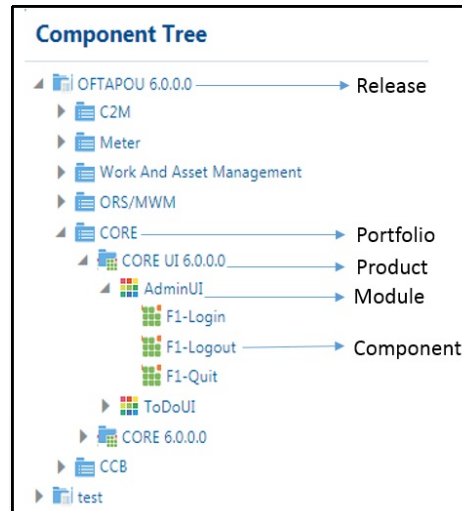 Component Tree
OFTAPOU 6.0.0.0 Release
C2M
Meter
Work And Asset Management
ORS/MWM
CORE Portfolio
CORE UI 6.0.0.0 Product
AdminUI Module
F1-Login
F1-Logout Component
F1-Quit
ToDoUI
CORE 6.0.0.0
CCB
test